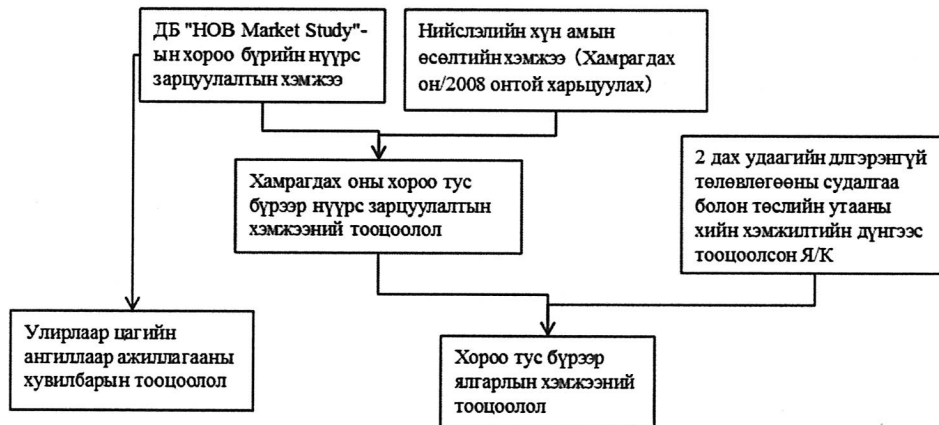 ДБ "НОВ Market Study"-
ын хороо бүрийн нүүрс
зарцуулалтын хэмжээ
Нийслэлийн хүн амын
өсөлтийн хэмжээ (Хамрагдах
он/2008 онтой харьцуулах)
Хамрагдах оны хороо тус
бүрээр нүүрс зарцуулалтын
хэмжээний тооцоолол
2 дах удаагийн длгэрэнгүй
төлөвлөгөөны судалгаа
болон төслийн утааны
хийн хэмжилтийн дүнгээс
тооцоолсон Я/К
Улирлаар цагийн
ангиллаар ажиллагааны
хувилбарын тооцоолол
Хороо тус бүрээр
ялгарлын хэмжээний
тооцоолол